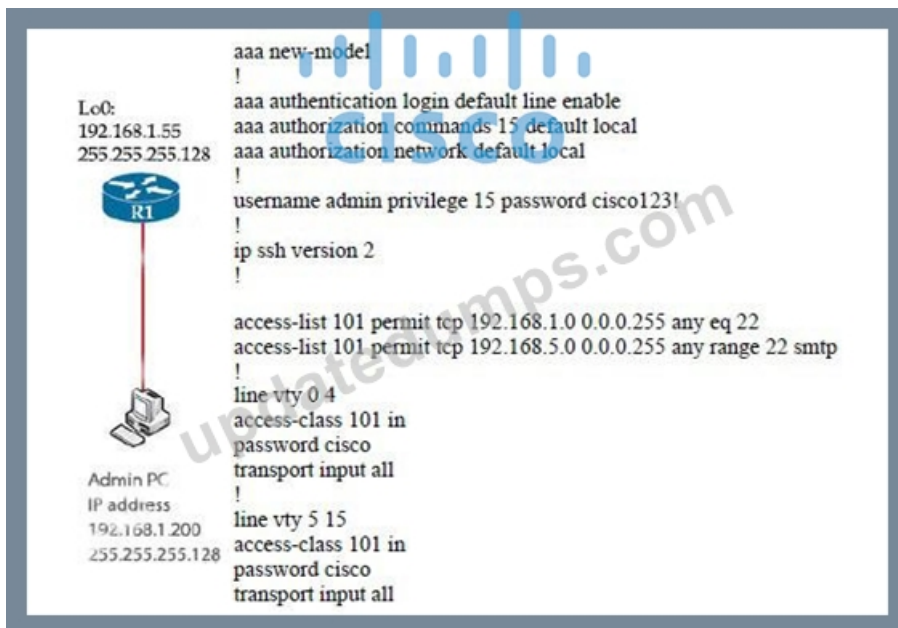 aaa new-model
!
aaa authentication login default line enable
aaa authorization commands 15 default local
aaa authorization network default local
!
username admin privilege 15 password cisco123!
!
ip ssh version 2
!
access-list 101 permit tcp 192.168.1.0 0.0.0.255 any eq 22
access-list 101 permit tcp 192.168.5.0 0.0.0.255 any range 22 smtp
!
line vty 0 4
access-class 101 in
password cisco
transport input all
!
line vty 5 15
access-class 101 in
password cisco
transport input all
Lo0:
192.168.1.55
255.255.255.128
R1
Admin PC
IP address
192.168.1.200
255.255.255.128
CISCO
updatedumps.com